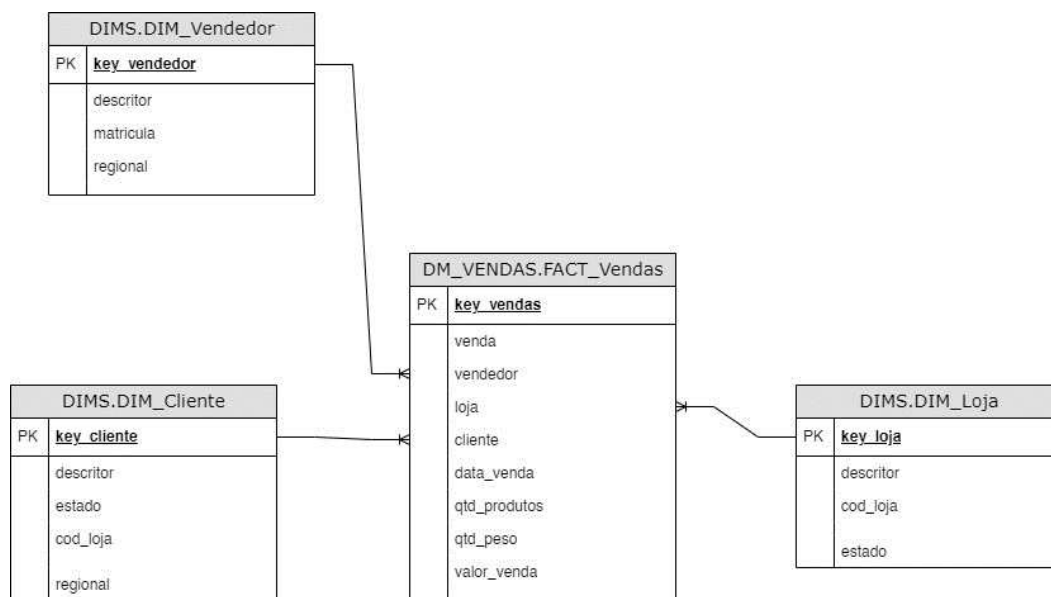 DIMS.DIM_Vendedor
PK key_vendedor
descritor
matricula
regional
DM_VENDAS.FACT_Vendas
PK key_vendas
venda
vendedor
loja
cliente
data_venda
qtd_produtos
qtd_peso
valor_venda
DIMS.DIM_Cliente
PK key_cliente
descritor
estado
cod_loja
regional
DIMS.DIM_Loja
PK key_loja
descritor
cod_loja
estado